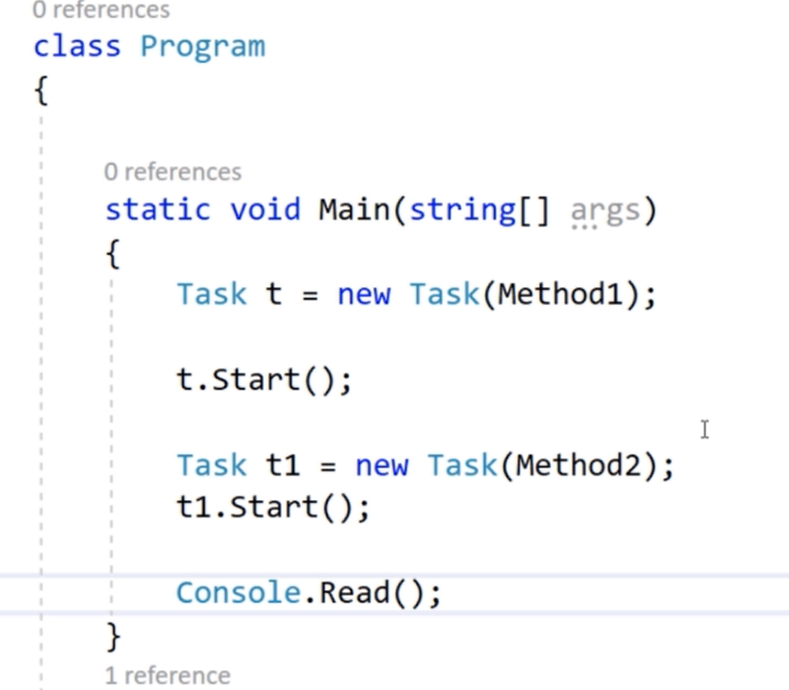 0 references
class Program
{
0 references
static void Main(string[] args)
{
Task t = new Task(Method1);
t.Start();
Task t1 = new Task(Method2);
t1.Start();
Console.Read();
}
1 reference